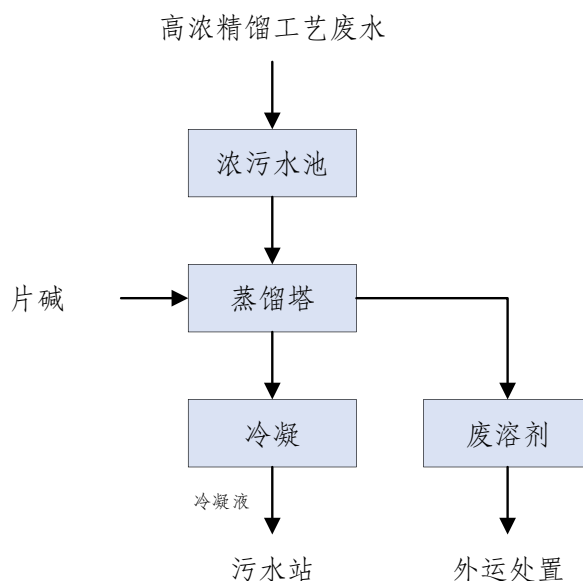 高浓精馏工艺废水
浓污水池
片碱
蒸馏塔
冷凝
废溶剂
冷凝液
污水站
外运处置